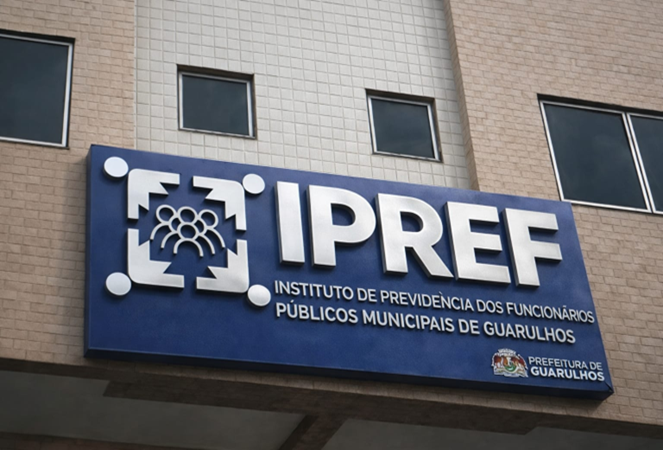 IPREF
INSTITUTO DE PREVIDÊNCIA DOS FUNCIONÁRIOS
PÚBLICOS MUNICIPAIS DE GUARULHOS
PREFEITURA DE
GUARULHOS